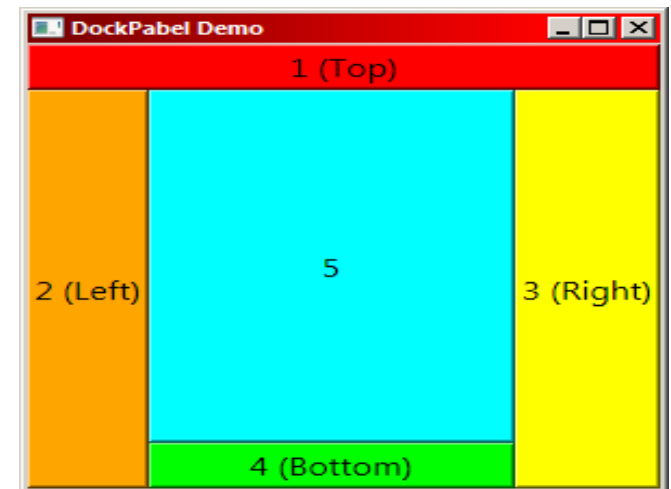 DockPabel Demo
1 (Top)
2 (Left)
5
3 (Right)
4 (Bottom)